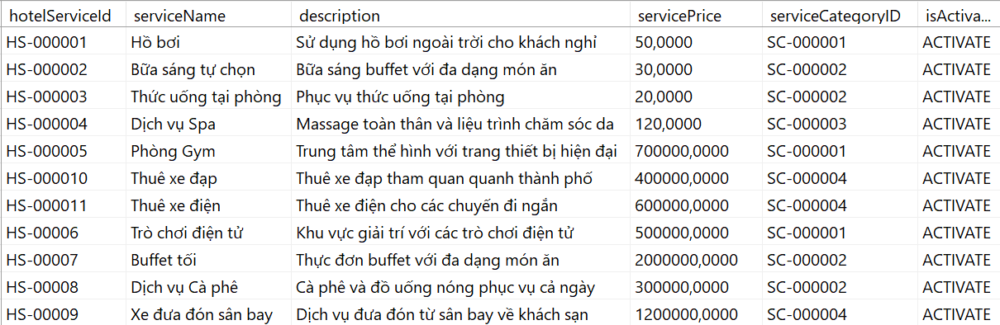 hotelServiceId serviceName description servicePrice serviceCategoryID isActiva...
HS-000001 Hồ bơi Sử dụng hồ bơi ngoài trời cho khách nghỉ 50,0000 SC-000001 ACTIVATE
HS-000002 Bữa sáng tự chọn Bữa sáng buffet với đa dạng món ăn 30,0000 SC-000002 ACTIVATE
HS-000003 Thức uống tại phòng Phục vụ thức uống tại phòng 20,0000 SC-000002 ACTIVATE
HS-000004 Dịch vụ Spa Massage toàn thân và liệu trình chăm sóc da 120,0000 SC-000003 ACTIVATE
HS-000005 Phòng Gym Trung tâm thể hình với trang thiết bị hiện đại 700000,0000 SC-000001 ACTIVATE
HS-000010 Thuê xe đạp Thuê xe đạp tham quan quanh thành phố 400000,0000 SC-000004 ACTIVATE
HS-000011 Thuê xe điện Thuê xe điện cho các chuyến đi ngắn 600000,0000 SC-000004 ACTIVATE
HS-00006 Trò chơi điện tử Khu vực giải trí với các trò chơi điện tử 500000,0000 SC-000001 ACTIVATE
HS-00007 Buffet tối Thực đơn buffet với đa dạng món ăn 2000000,0000 SC-000002 ACTIVATE
HS-00008 Dịch vụ Cà phê Cà phê và đồ uống nóng phục vụ cả ngày 300000,0000 SC-000002 ACTIVATE
HS-00009 Xe đưa đón sân bay Dịch vụ đưa đón từ sân bay về khách sạn 1200000,0000 SC-000004 ACTIVATE